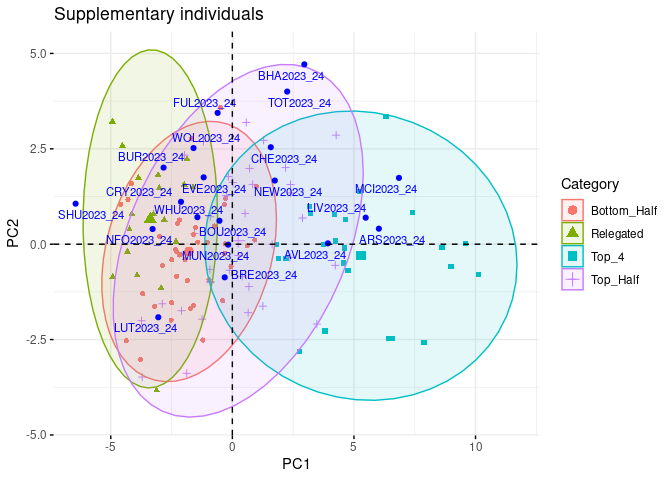 Supplementary individuals
5.0
BHA2023_24
FUL2023_24
TOT2023_24
2.5
WOL2023_24
BUR2023_24
CHE2023_24
CRY2023_24
EVE2023_24
NEW2023_24
MCI2023_24
SHU2023_24
WHU2023_24
LIV2023_24
PC2
0.0
NFO2023_24
BOU2023_24
ARS2023_24
MUN2023_24
AVL2023_24
BRE2023_24
-2.5
LUT2023_24
-5.0
-5
0
5
10
PC1
Category
Bottom_Half
Relegated
Top_4
Top_Half